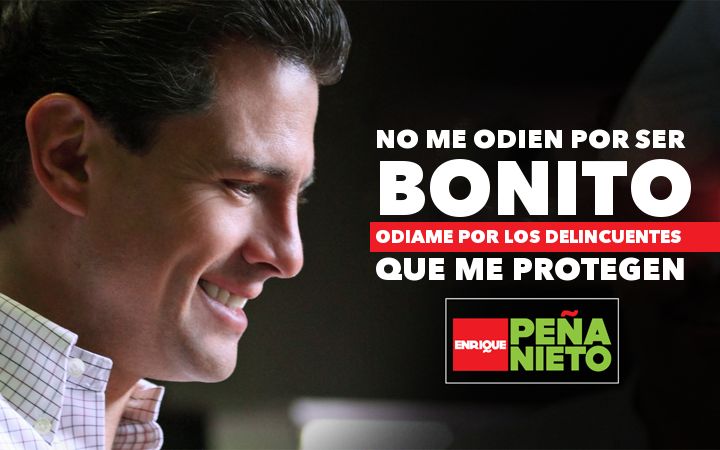 NO ME ODIEN POR SER
BONITO
ODIAME POR LOS DELINCUENTES
QUE ME PROTEGEN
ENRIQUE
PEÑA
NIETO